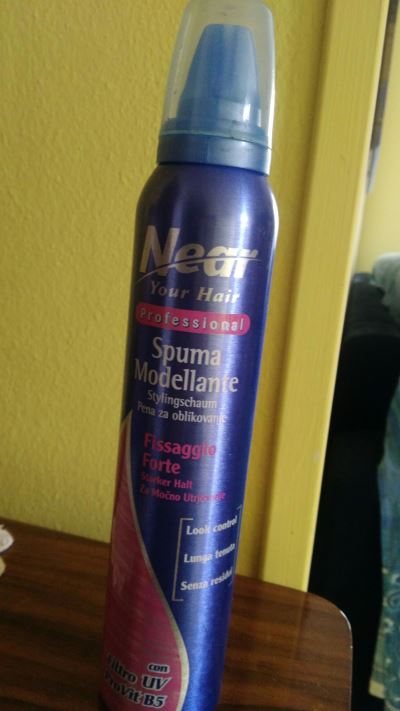 Near
Your Hair
Professional
Spuma
Modellante
Stylingschaum
Pena za oblikovanje
Fissaggio
Forte
Starker Halt
Za Močno Utrjevanje
Look control
Lunga tenuta
Senza residui
con
Filtro UV
ProVit B5